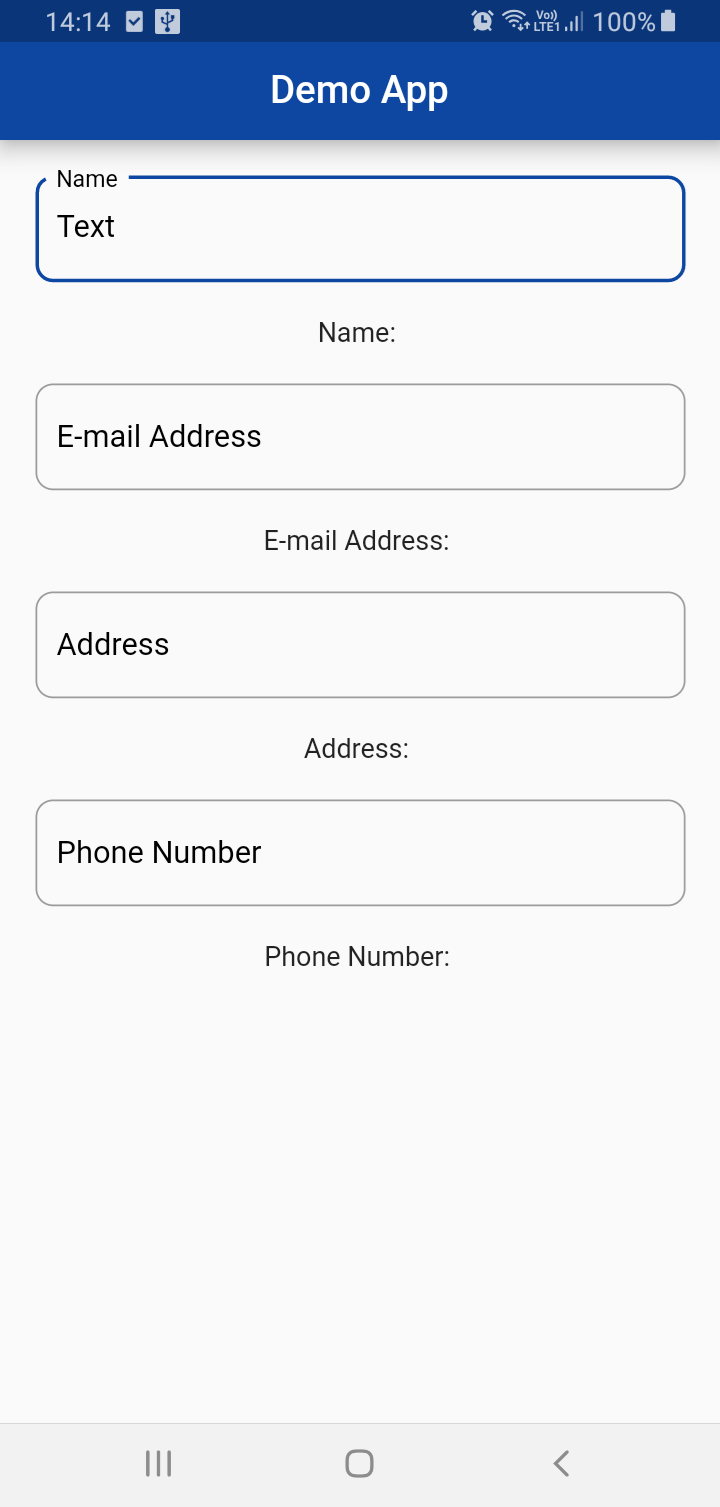 14:14 Vo)) LTE1 100%
Demo App
Name
Text
Name:
E-mail Address
E-mail Address:
Address
Address:
Phone Number
Phone Number: